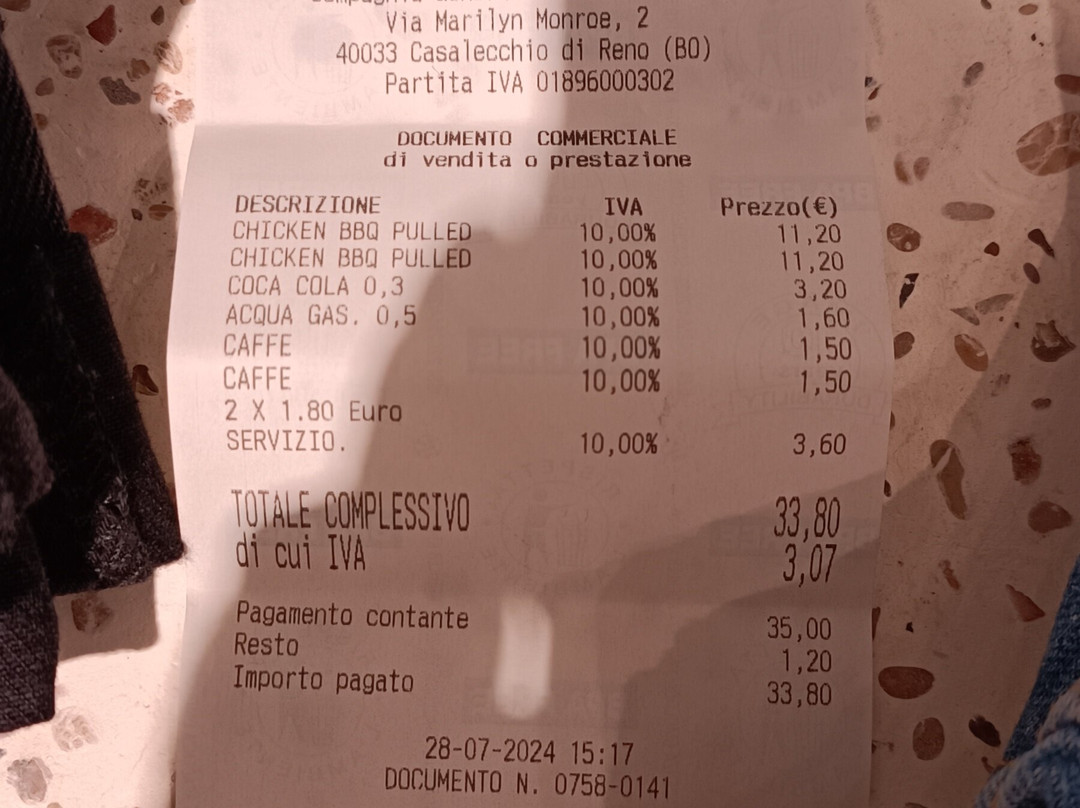 Via Marilyn Monroe, 2
40033 Casalecchio di Reno (BO)
Partita IVA 01896000302
DOCUMENTO COMMERCIALE
di vendita o prestazione
DESCRIZIONE IVA Prezzo(€)
CHICKEN BBQ PULLED 10,00% 11,20
CHICKEN BBQ PULLED 10,00% 11,20
COCA COLA 0,3 10,00% 3,20
ACQUA GAS. 0,5 10,00% 1,60
CAFFE 10,00% 1,50
CAFFE 10,00% 1,50
2 X 1.80 Euro
SERVIZIO. 10,00% 3,60
TOTALE COMPLESSIVO 33,80
di cui IVA 3,07
Pagamento contante 35,00
Resto 1,20
Importo pagato 33,80
28-07-2024 15:17
DOCUMENTO N. 0758-0141